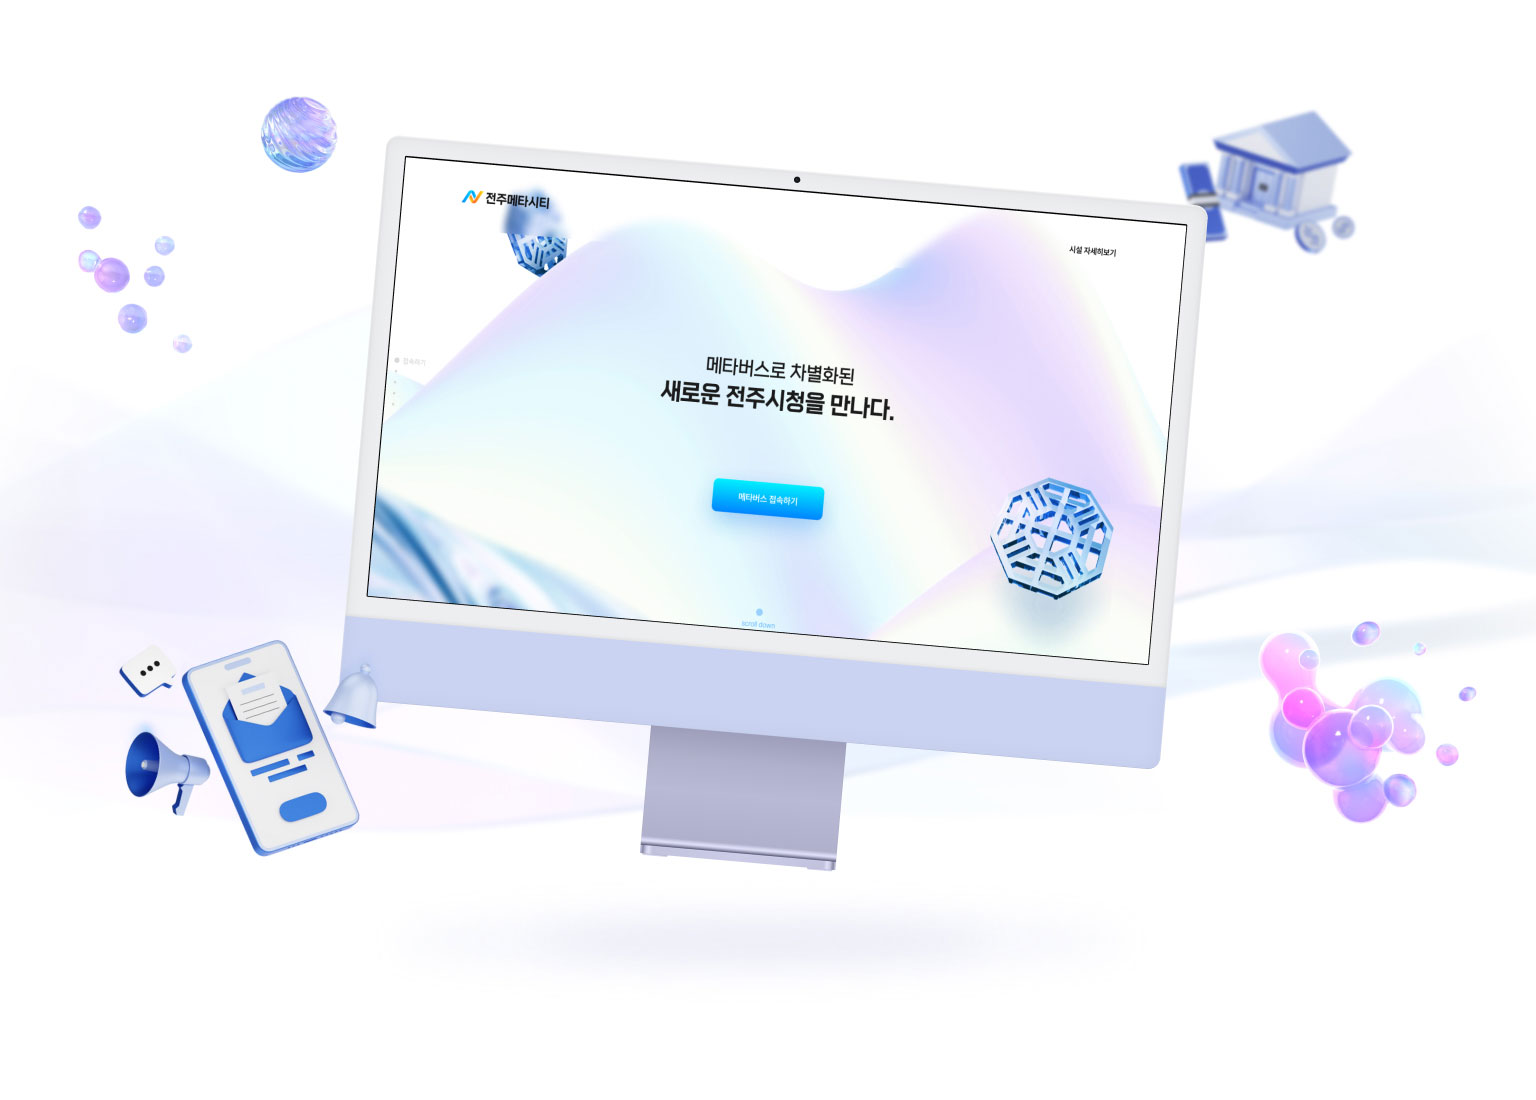 전주메타시티
시설 자세히보기
접속하기
메타버스로 차별화된
새로운 전주시청을 만나다.
메타버스 접속하기
scroll down